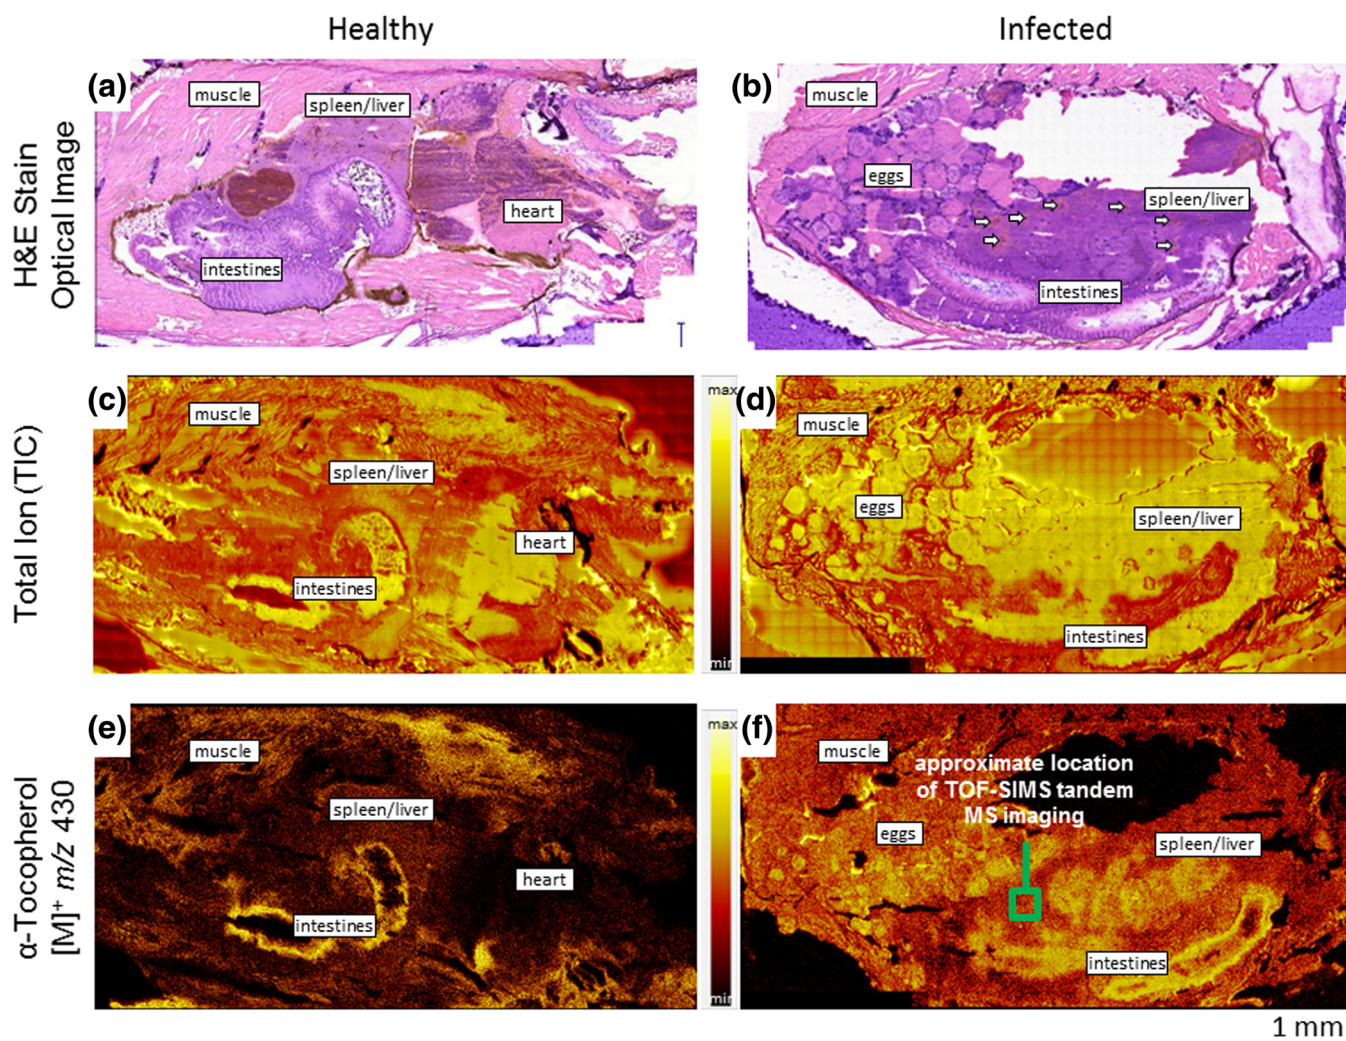 Healthy
Infected
H&E Stain
Optical Image
(a)
muscle
spleen/liver
heart
intestines
(b)
muscle
eggs
spleen/liver
intestines
Total Ion (TIC)
(c)
muscle
spleen/liver
heart
intestines
max
min
(d)
muscle
eggs
spleen/liver
intestines
α-Tocopherol
[M]⁺ m/z 430
(e)
muscle
spleen/liver
heart
intestines
max
min
(f)
muscle
approximate location
of TOF-SIMS tandem
MS imaging
eggs
spleen/liver
intestines
1 mm